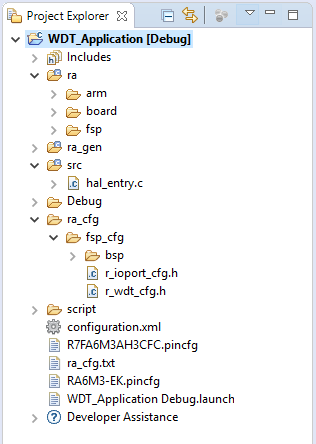 Project Explorer
WDT_Application [Debug]
Includes
ra
arm
board
fsp
ra_gen
src
hal_entry.c
Debug
ra_cfg
fsp_cfg
bsp
r_ioport_cfg.h
r_wdt_cfg.h
script
configuration.xml
R7FA6M3AH3CFC.pincfg
ra_cfg.txt
RA6M3-EK.pincfg
WDT_Application Debug.launch
Developer Assistance